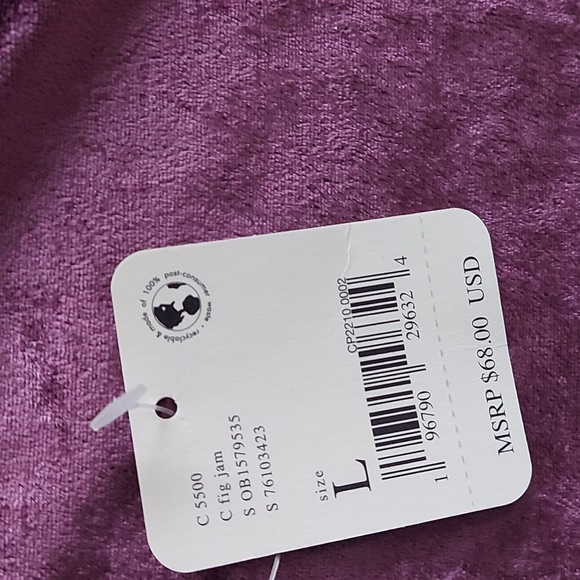 recyclable & made of 100% post-consumer waste
C 5500
C fig jam
S OB1579535
S 76103423
size
L
CP2210 0002
1 96790 29632 4
MSRP $68.00 USD